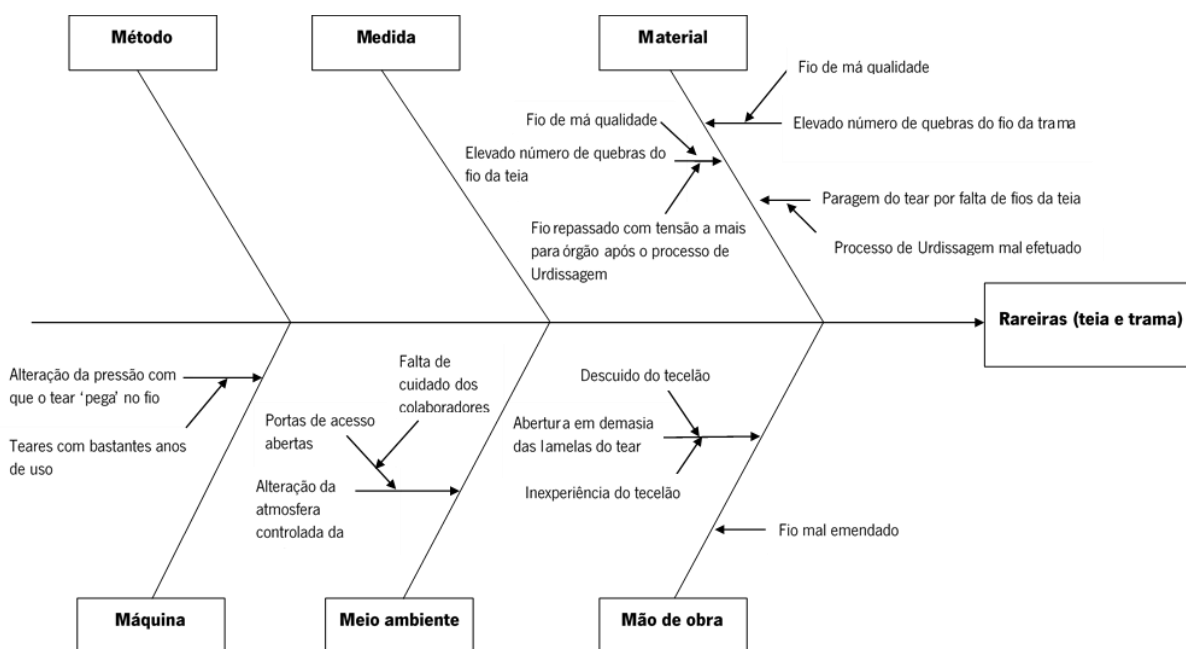 Método
Medida
Material
Fio de má qualidade
Elevado número de quebras do fio da trama
Fio de má qualidade
Elevado número de quebras do
fio da teia
Paragem do tear por falta de fios da teia
Fio repassado com tensão a mais
para órgão após o processo de
Urdissagem
Processo de Urdissagem mal efetuado
Rareiras (teia e trama)
Alteração da pressão com
que o tear ‘pega’ no fio
Teares com bastantes anos
de uso
Falta de
cuidado dos
colaboradores
Portas de acesso
abertas
Alteração da
atmosfera
controlada da
Descuido do tecelão
Abertura em demasia
das lamelas do tear
Inexperiência do tecelão
Fio mal emendado
Máquina
Meio ambiente
Mão de obra